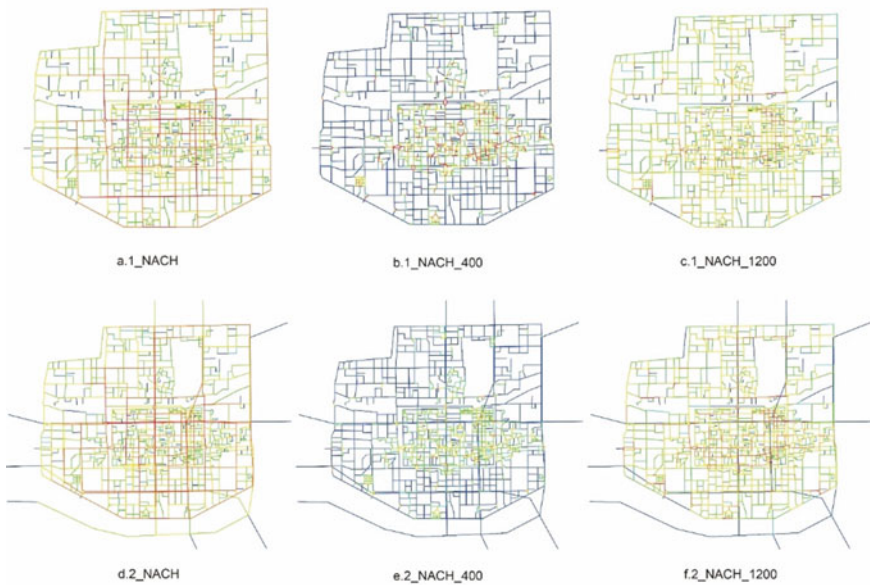 a.1_NACH
b.1_NACH_400
c.1_NACH_1200
d.2_NACH
e.2_NACH_400
f.2_NACH_1200